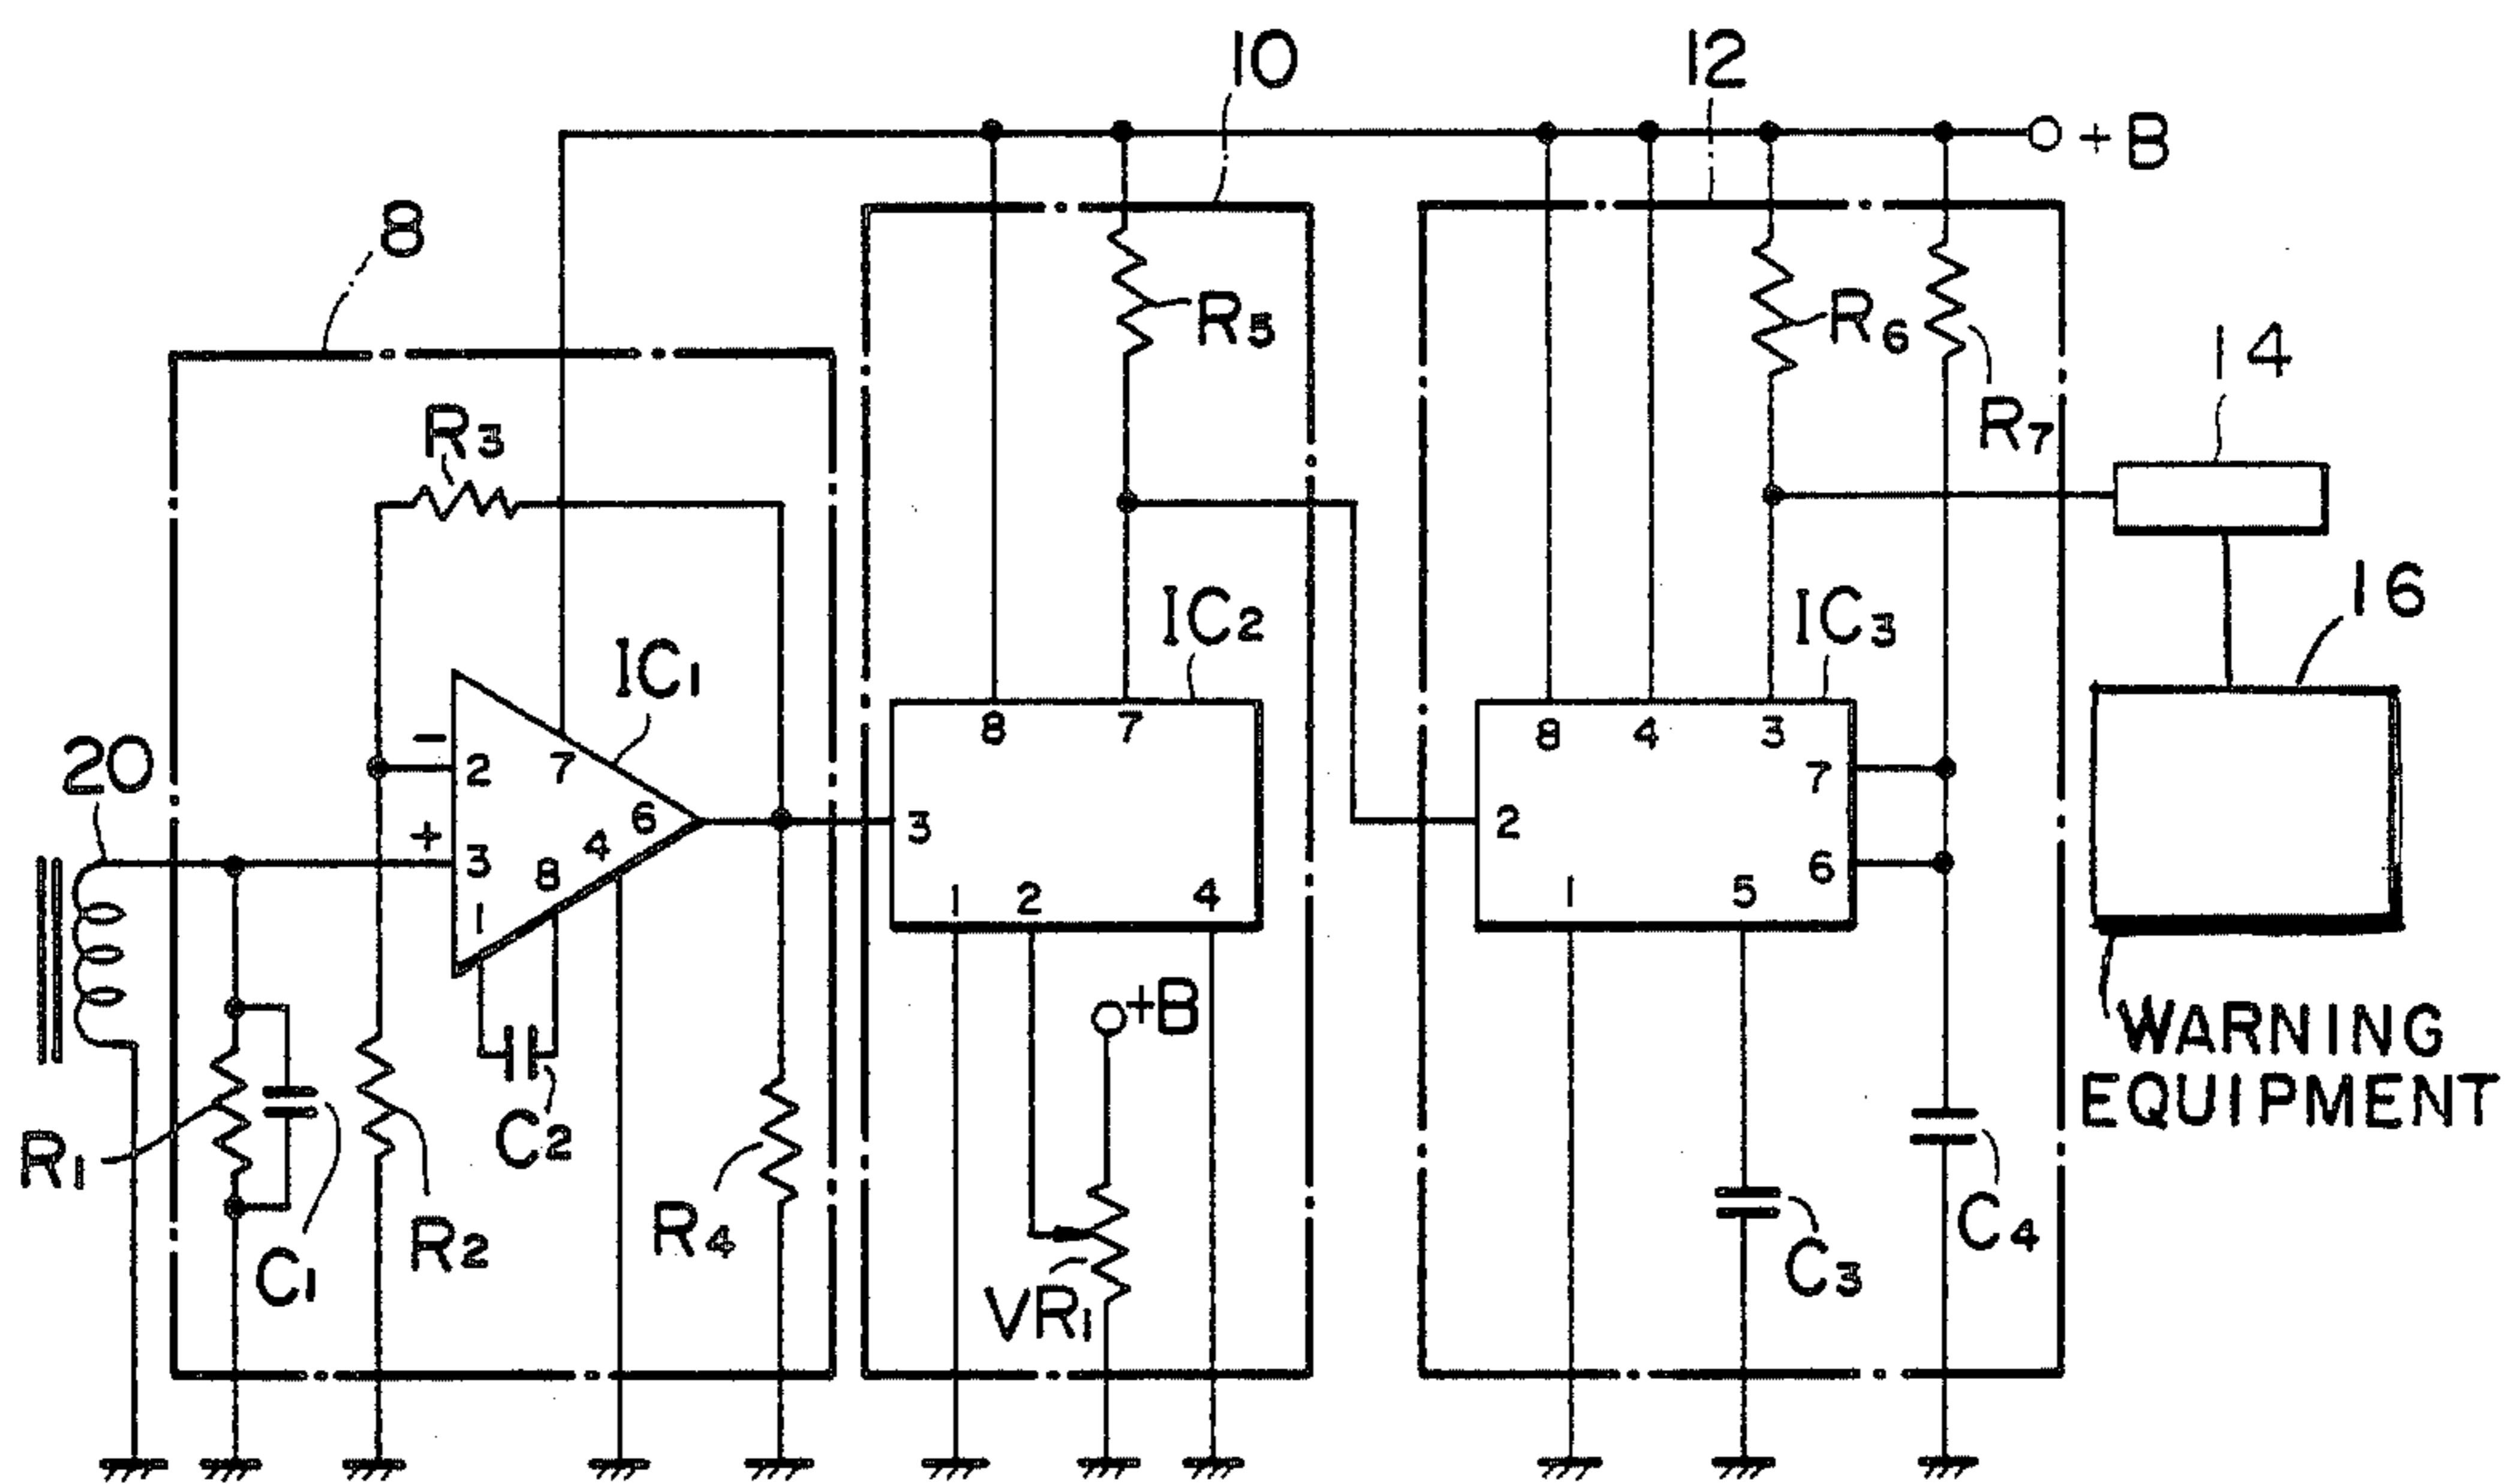 10
12
+B
8
R5
R6
R7
14
R3
16
IC1
IC2
IC3
20
− 2
7
6
+ 3
4
8
1
8 7
3
1 2 4
8 4 3
7
2
6
1 5
+B
WARNING
EQUIPMENT
R1
C1
R2
C2
R4
VR1
C3
C4